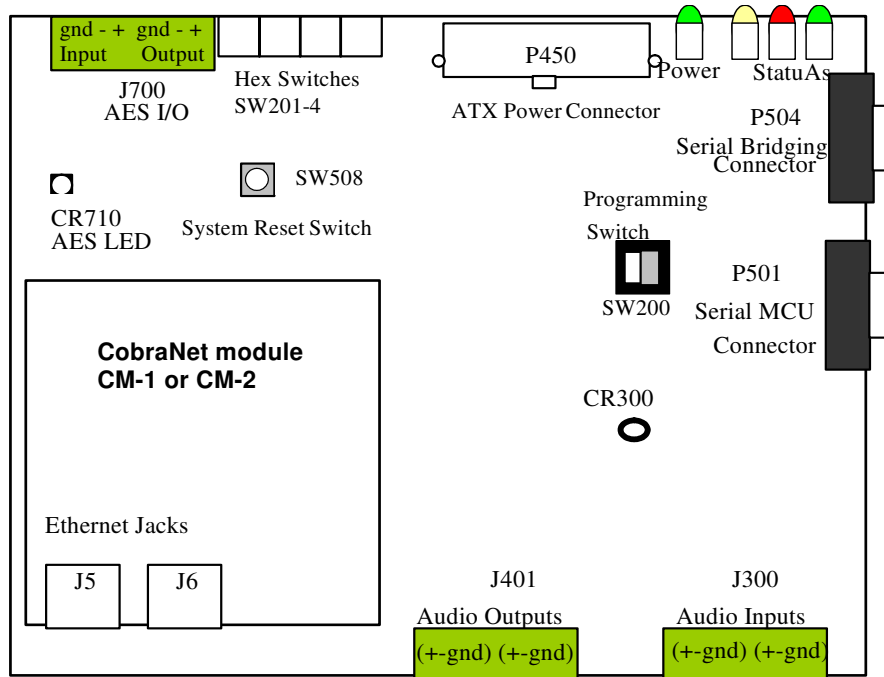 gnd - + gnd - +
Input Output
J700
AES I/O
Hex Switches
SW201-4
P450
ATX Power Connector
Power
StatuAs
P504
Serial Bridging
Connector
CR710
AES LED
SW508
System Reset Switch
Programming
Switch
SW200
P501
Serial MCU
Connector
CobraNet module
CM-1 or CM-2
CR300
Ethernet Jacks
J5
J6
J401
Audio Outputs
(+-gnd) (+-gnd)
J300
Audio Inputs
(+-gnd) (+-gnd)